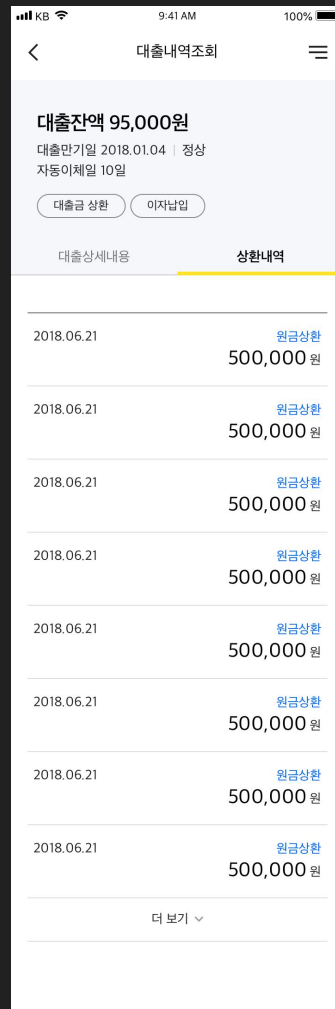 KB 9:41 AM 100%
대출내역조회
대출잔액 95,000원
대출만기일 2018.01.04 | 정상
자동이체일 10일
대출금 상환 이자납입
대출상세내용 상환내역
2018.06.21 원금상환
500,000 원
2018.06.21 원금상환
500,000 원
2018.06.21 원금상환
500,000 원
2018.06.21 원금상환
500,000 원
2018.06.21 원금상환
500,000 원
2018.06.21 원금상환
500,000 원
2018.06.21 원금상환
500,000 원
2018.06.21 원금상환
500,000 원
더 보기